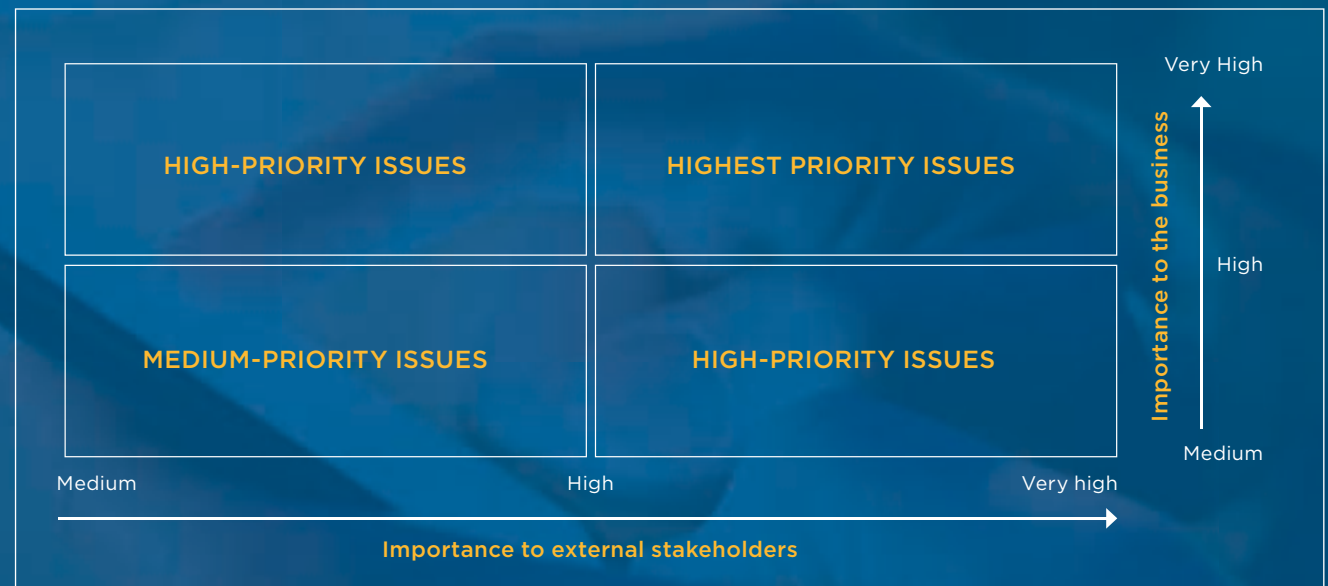 Very High
HIGH-PRIORITY ISSUES
HIGHEST PRIORITY ISSUES
Importance to the business
High
MEDIUM-PRIORITY ISSUES
HIGH-PRIORITY ISSUES
Medium
Medium
High
Very high
Importance to external stakeholders